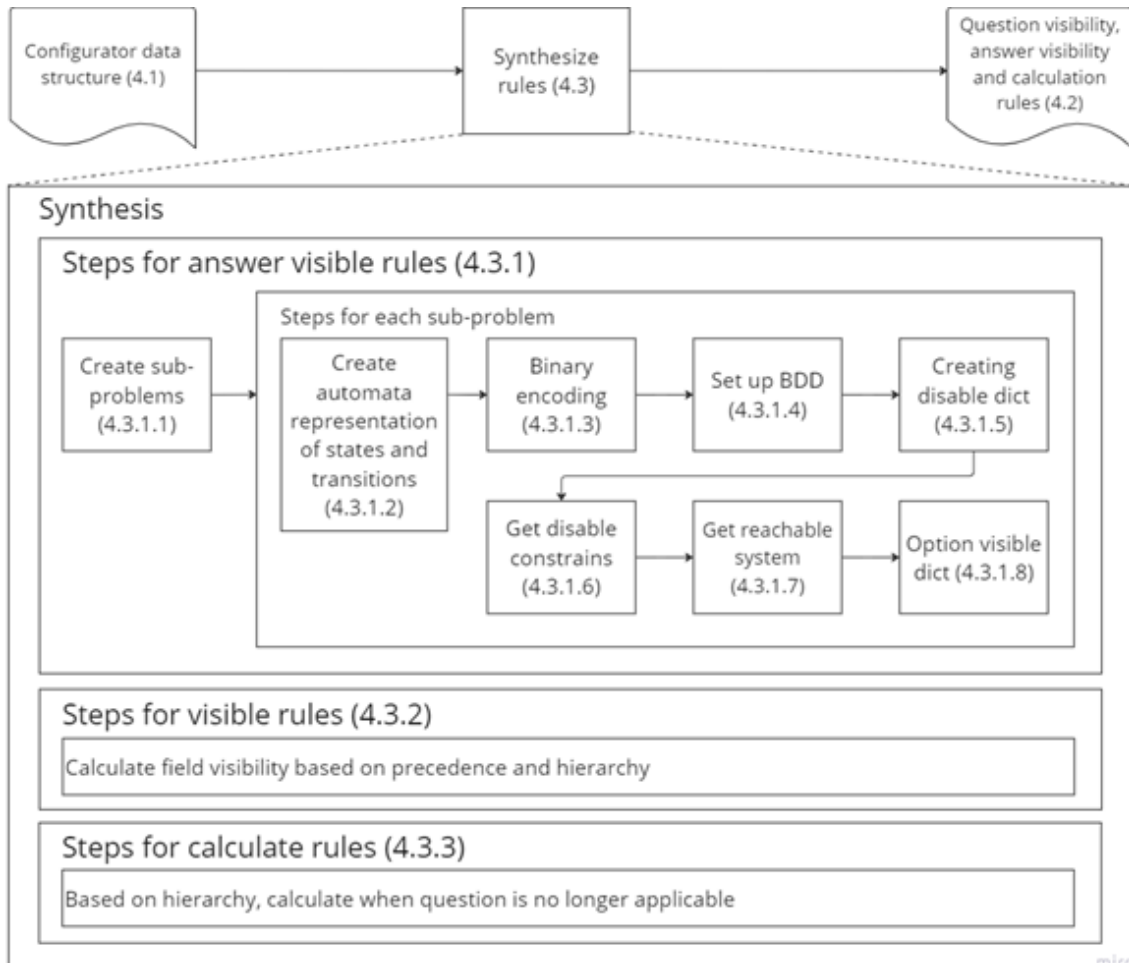 Configurator data
structure (4.1)
Synthesize
rules (4.3)
Question visibility,
answer visibility
and calculation
rules (4.2)
Synthesis
Steps for answer visible rules (4.3.1)
Steps for each sub-problem
Create sub-
problems
(4.3.1.1)
Create
automata
representation
of states and
transitions
(4.3.1.2)
Binary
encoding
(4.3.1.3)
Set up BDD
(4.3.1.4)
Creating
disable dict
(4.3.1.5)
Get disable
constrains
(4.3.1.6)
Get reachable
system
(4.3.1.7)
Option visible
dict (4.3.1.8)
Steps for visible rules (4.3.2)
Calculate field visibility based on precedence and hierarchy
Steps for calculate rules (4.3.3)
Based on hierarchy, calculate when question is no longer applicable